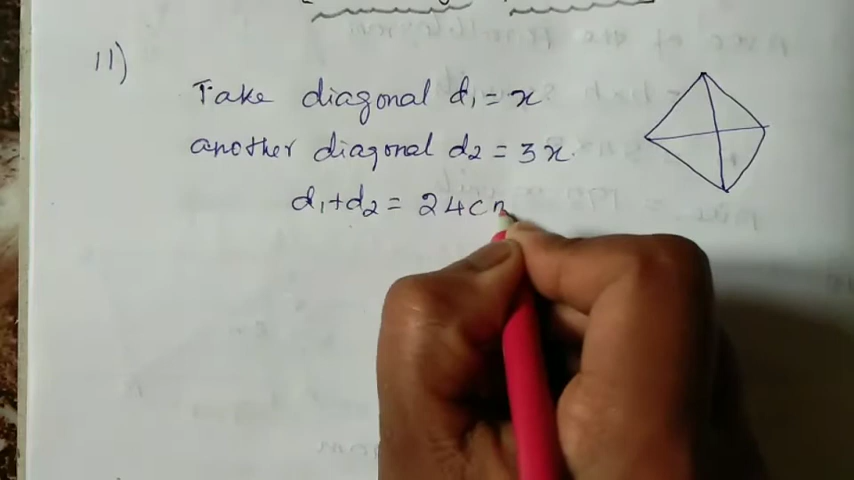 11)
Take diagonal d1 = x
another diagonal d2 = 3x.
d1+d2 = 24cm